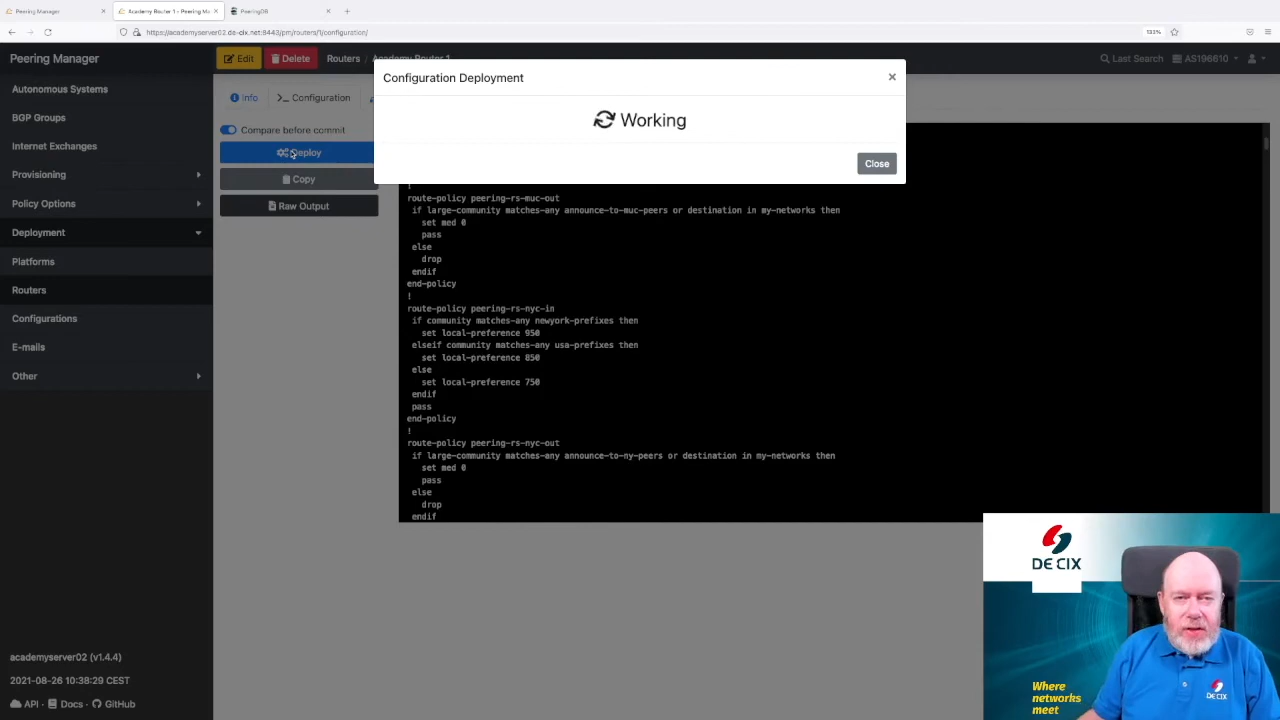 Peering Manager
Academy Router 1 - Peering Ma
PeeringDB
https://academyserver02.de-cix.net:8443/pm/routers/1/configuration/
133%
Peering Manager
Edit
Delete
Routers / Academy Router 1
Last Search
AS196610
Autonomous Systems
BGP Groups
Internet Exchanges
Provisioning
Policy Options
Deployment
Platforms
Routers
Configurations
E-mails
Other
academyserver02 (v1.4.4)
2021-08-26 10:38:29 CEST
API · Docs · GitHub
Info
Configuration
Compare before commit
Deploy
Copy
Raw Output
Configuration Deployment
×
Working
Close
!
route-policy peering-rs-muc-out
if large-community matches-any announce-to-muc-peers or destination in my-networks then
set med 0
pass
else
drop
endif
end-policy
!
route-policy peering-rs-nyc-in
if community matches-any newyork-prefixes then
set local-preference 950
elseif community matches-any usa-prefixes then
set local-preference 850
else
set local-preference 750
endif
pass
end-policy
!
route-policy peering-rs-nyc-out
if large-community matches-any announce-to-ny-peers or destination in my-networks then
set med 0
pass
else
drop
endif
DE CIX
Where
networks
meet